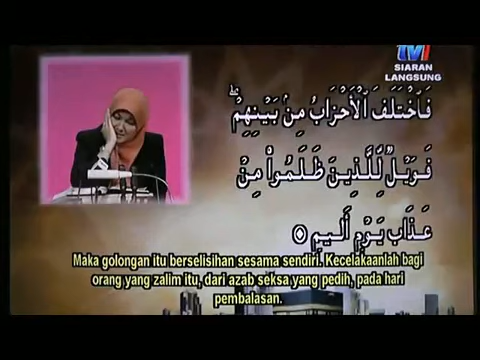 TV1
SIARAN
LANGSUNG
فَٱخْتَلَفَ ٱلْأَحْزَابُ مِنۢ بَيْنِهِمْ ۖ
فَوَيْلٌ لِّلَّذِينَ ظَلَمُوا۟ مِنْ
عَذَابِ يَوْمٍ أَلِيمٍ ۝
Maka golongan itu berselisihan sesama sendiri. Kecelakaanlah bagi
orang yang zalim itu, dari azab seksa yang pedih, pada hari
pembalasan.